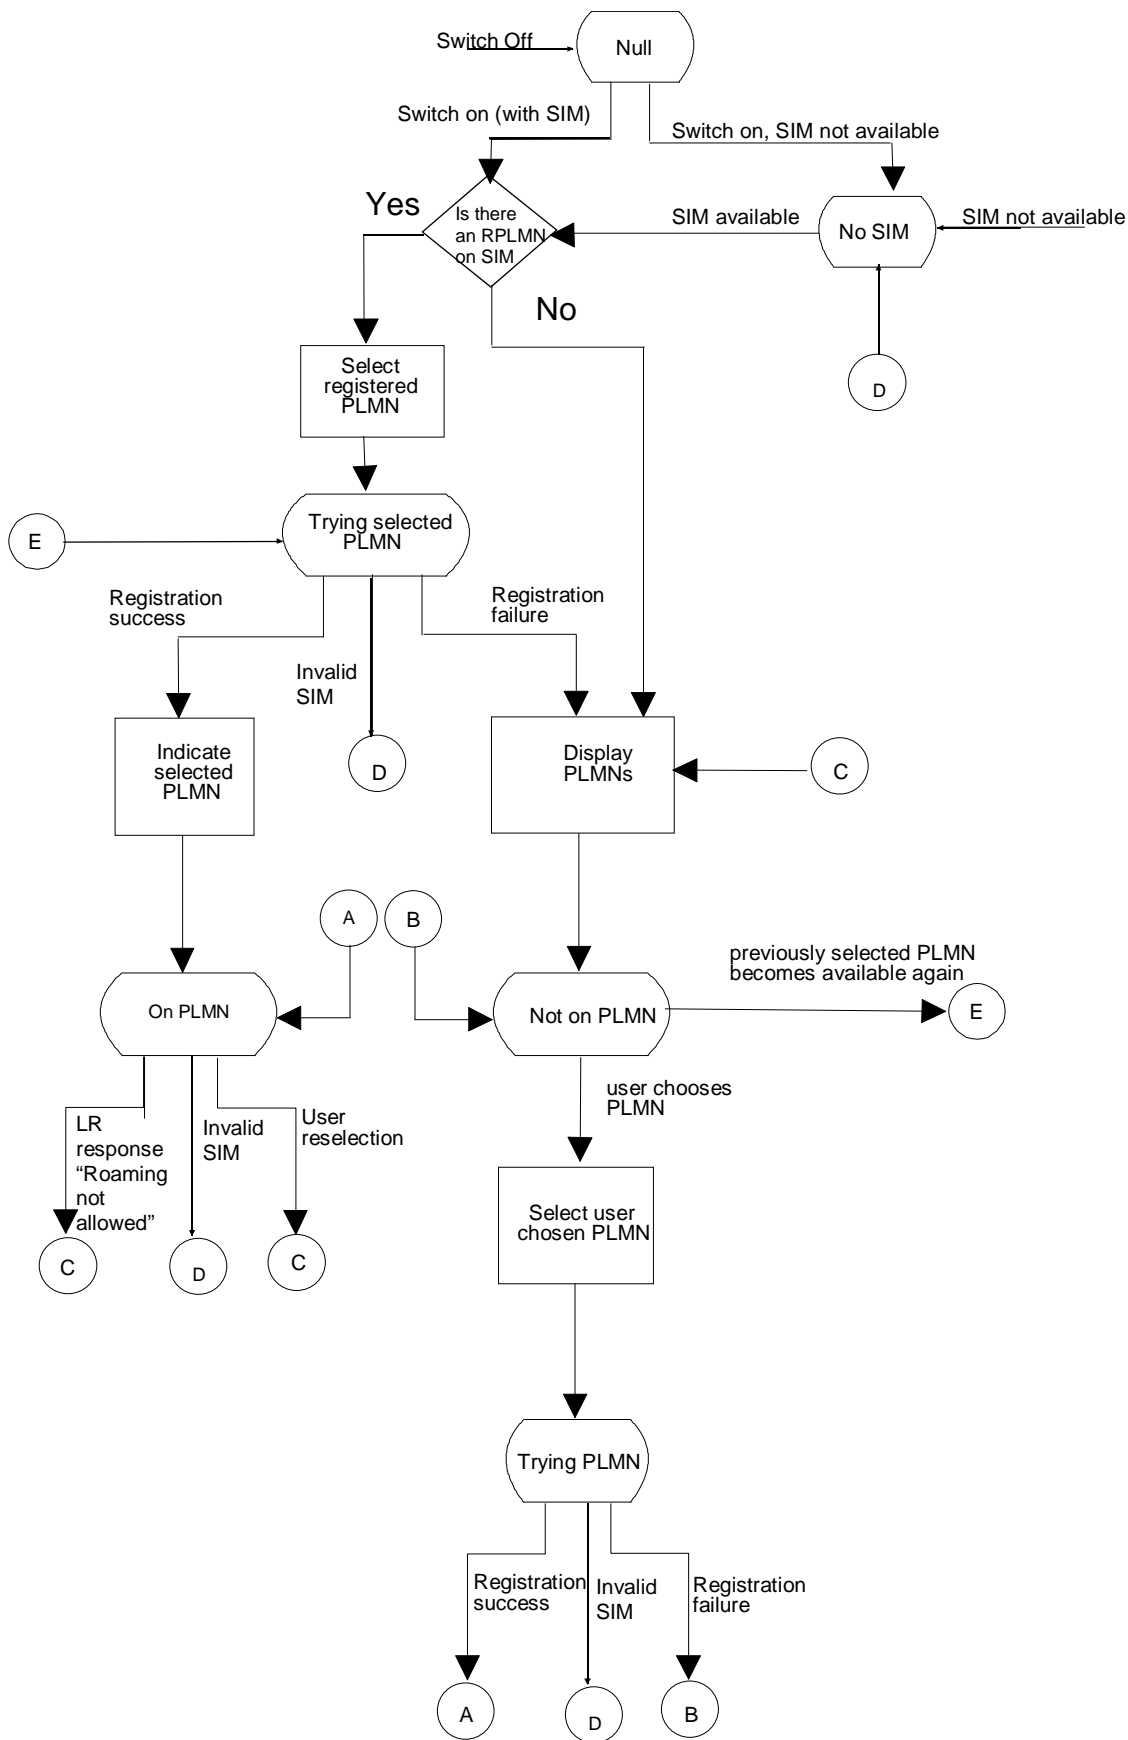 Switch Off
Null
Switch on (with SIM)
Switch on, SIM not available
Yes
Is there
an RPLMN
on SIM
SIM available
No SIM
SIM not available
No
Select
registered
PLMN
D
E
Trying selected
PLMN
Registration
success
Invalid
SIM
Registration
failure
Indicate
selected
PLMN
D
Display
PLMNs
C
A
B
On PLMN
Not on PLMN
previously selected PLMN
becomes available again
E
LR
response
“Roaming
not
allowed”
Invalid
SIM
User
reselection
user chooses
PLMN
C
D
C
Select user
chosen PLMN
Trying PLMN
Registration
success
Invalid
SIM
Registration
failure
A
D
B